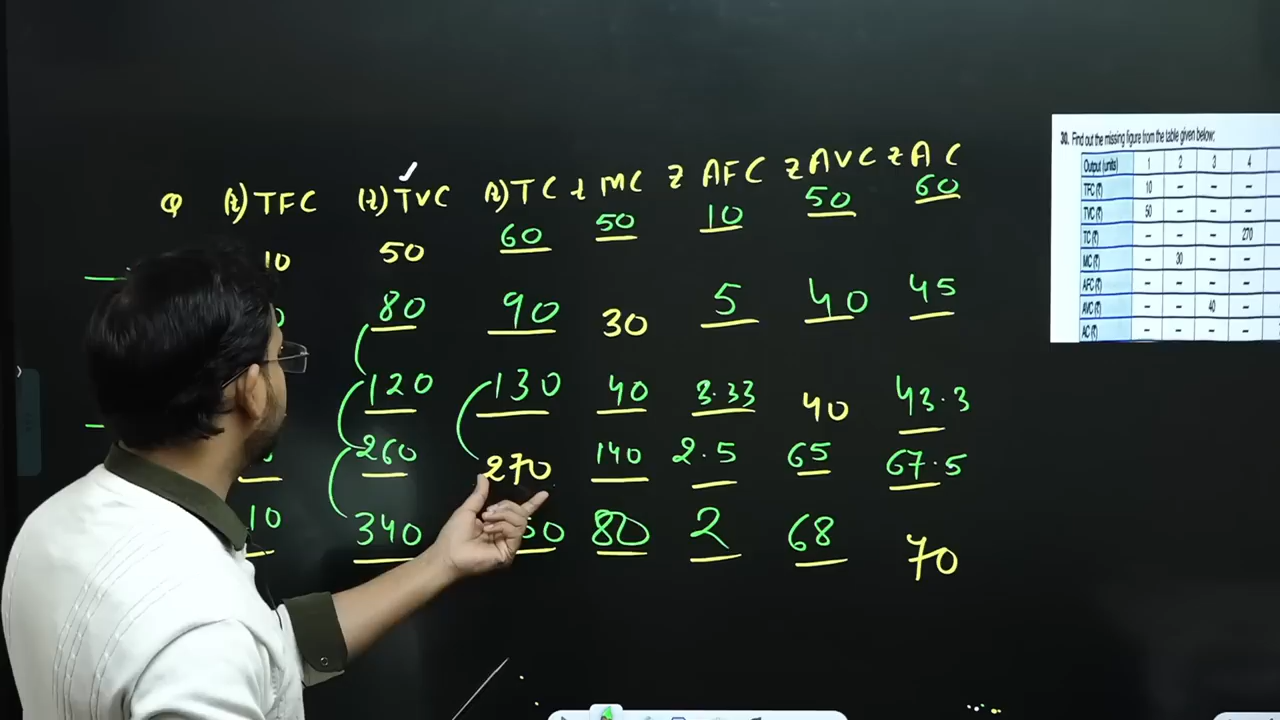 Q (₹) TFC (₹) TVC (₹) TC ₹ MC ₹ AFC ₹ AVC ₹ AC
10 50 60 50 10 50 60
80 90 30 5 40 45
120 130 40 3.33 40 43.3
260 270 140 2.5 65 67.5
10 340 80 2 68 70
30. Find out the missing figure from the table given below:
Output (units) 1 2 3 4
TFC (₹) 10 – – –
TVC (₹) 50 – – –
TC (₹) – – – 270
MC (₹) – 30 – –
AFC (₹) – – – –
AVC (₹) – – 40 –
AC (₹) – – – –